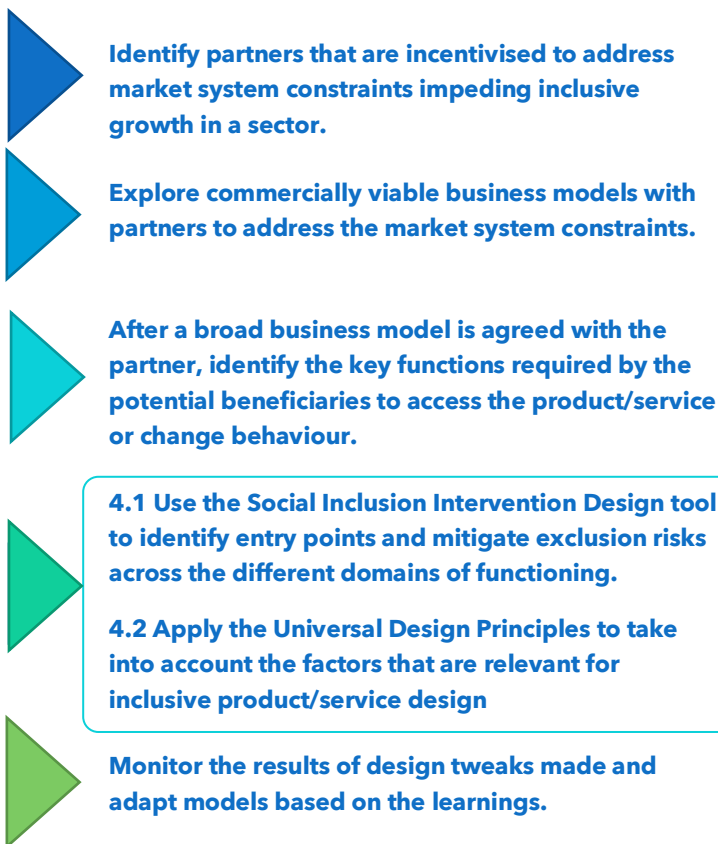 Identify partners that are incentivised to address
market system constraints impeding inclusive
growth in a sector.
Explore commercially viable business models with
partners to address the market system constraints.
After a broad business model is agreed with the
partner, identify the key functions required by the
potential beneficiaries to access the product/service
or change behaviour.
4.1 Use the Social Inclusion Intervention Design tool
to identify entry points and mitigate exclusion risks
across the different domains of functioning.
4.2 Apply the Universal Design Principles to take
into account the factors that are relevant for
inclusive product/service design
Monitor the results of design tweaks made and
adapt models based on the learnings.